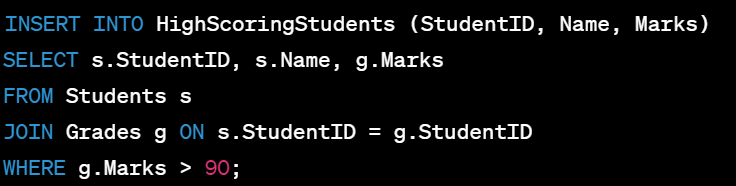 INSERT INTO HighScoringStudents (StudentID, Name, Marks)
SELECT s.StudentID, s.Name, g.Marks
FROM Students s
JOIN Grades g ON s.StudentID = g.StudentID
WHERE g.Marks > 90;